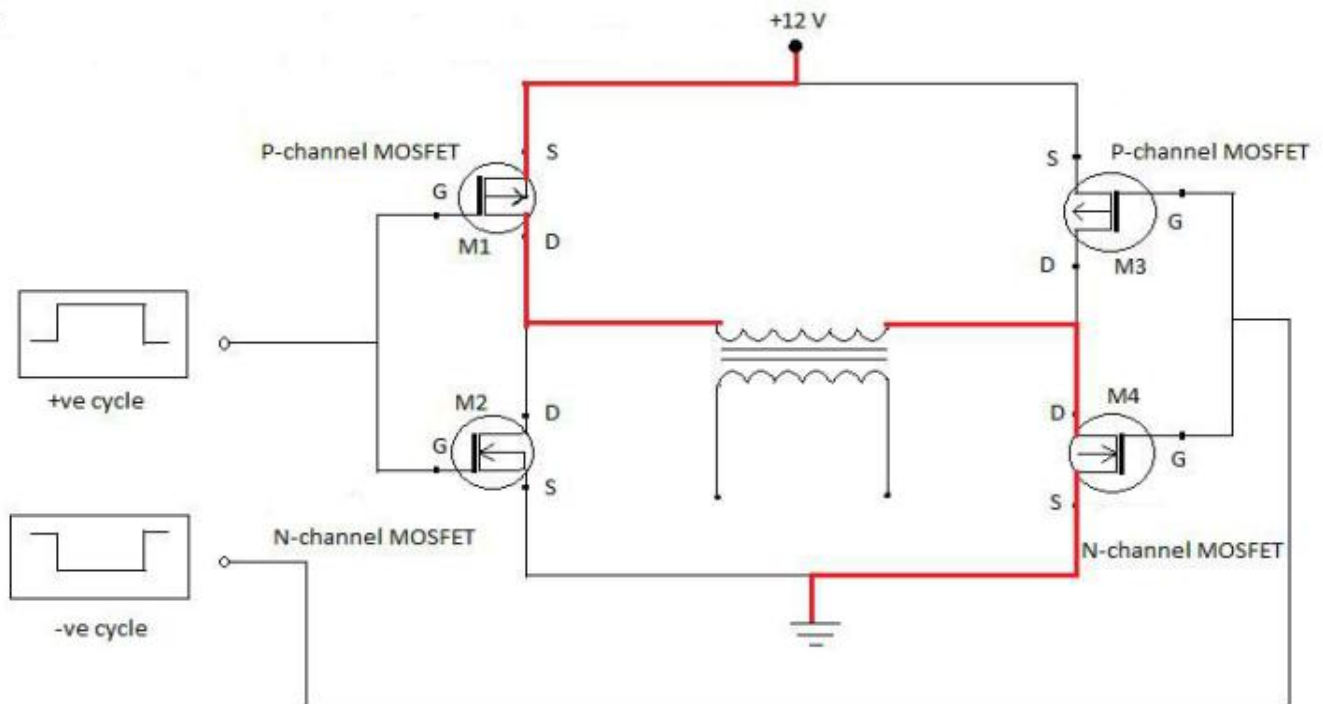 +12 V
P-channel MOSFET
S
G
M1
D
S
P-channel MOSFET
G
D
M3
+ve cycle
M2
D
G
S
M4
D
G
S
N-channel MOSFET
N-channel MOSFET
-ve cycle